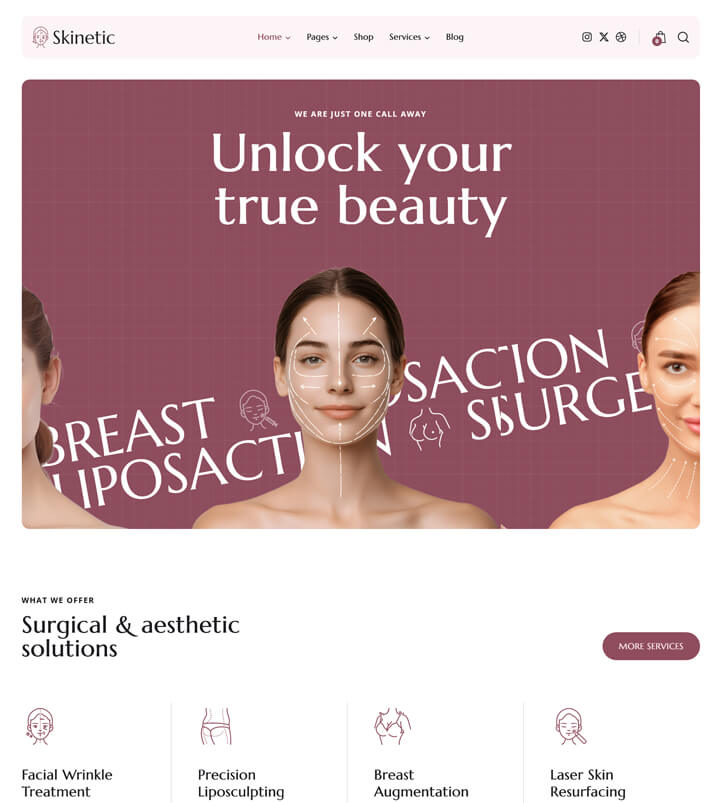 Skinetic
Home Pages Shop Services Blog
0
WE ARE JUST ONE CALL AWAY
Unlock your
true beauty
BREAST
LIPOSACTI
N
OSACTION
SURGE
WHAT WE OFFER
Surgical & aesthetic
solutions
MORE SERVICES
Facial Wrinkle
Treatment
Precision
Liposculpting
Breast
Augmentation
Laser Skin
Resurfacing